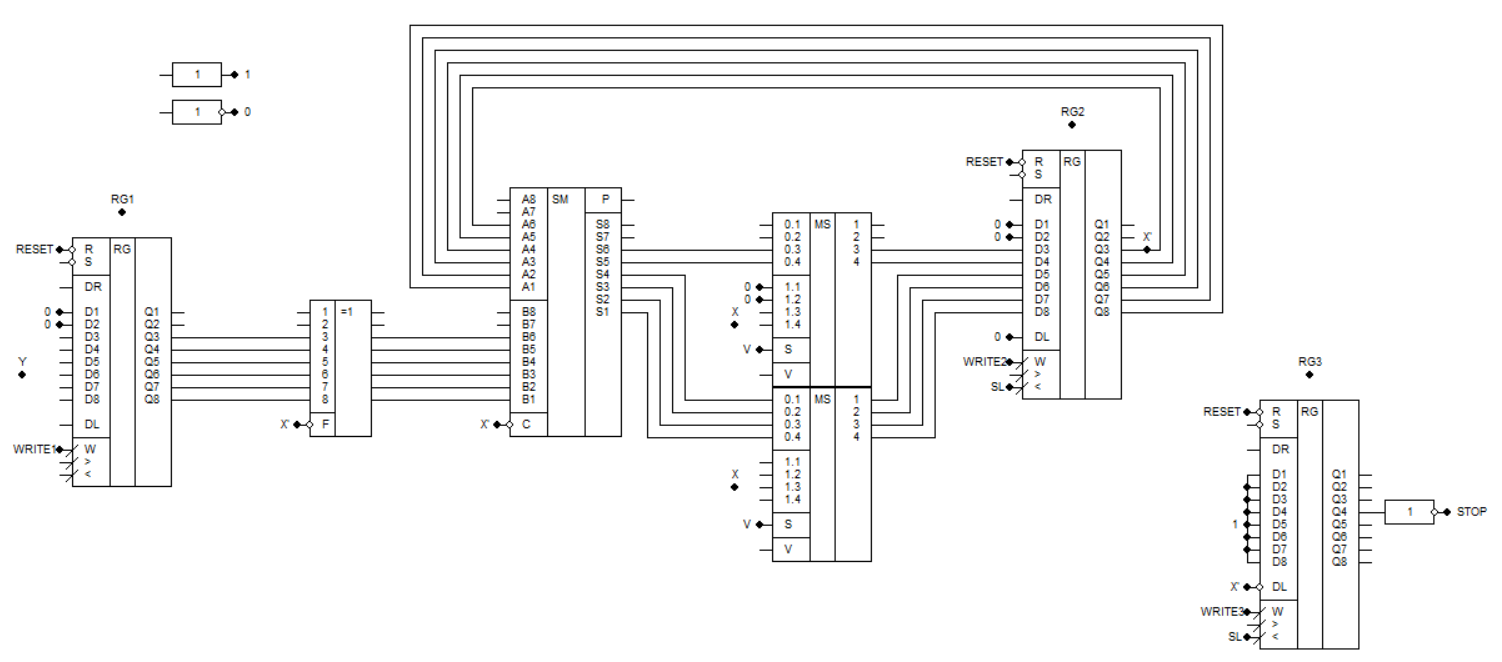 1 1
1 0
RG1
RESET R RG
S
DR
0 D1 Q1
0 D2 Q2
D3 Q3
D4 Q4
Y D5 Q5
D6 Q6
D7 Q7
D8 Q8
DL
WRITE1 W
>
<
1 =1
2
3
4
5
6
7
8
X' F
A8 SM P
A7
A6 S8
A5 S7
A4 S6
A3 S5
A2 S4
A1 S3
S2
B8 S1
B7
B6
B5
B4
B3
B2
B1
X' C
0.1 MS 1
0.2 2
0.3 3
0.4 4
0 1.1
0 1.2
X 1.3
1.4
V S
V
0.1 MS 1
0.2 2
0.3 3
0.4 4
1.1
X 1.2
1.3
1.4
V S
V
RG2
RESET R RG
S
DR
0 D1 Q1
0 D2 Q2 X'
D3 Q3
D4 Q4
D5 Q5
D6 Q6
D7 Q7
D8 Q8
0 DL
WRITE2 W
>
SL <
RG3
RESET R RG
S
DR
D1 Q1
D2 Q2
D3 Q3
D4 Q4 1 STOP
1 D5 Q5
D6 Q6
D7 Q7
D8 Q8
X' DL
WRITE3 W
>
SL <